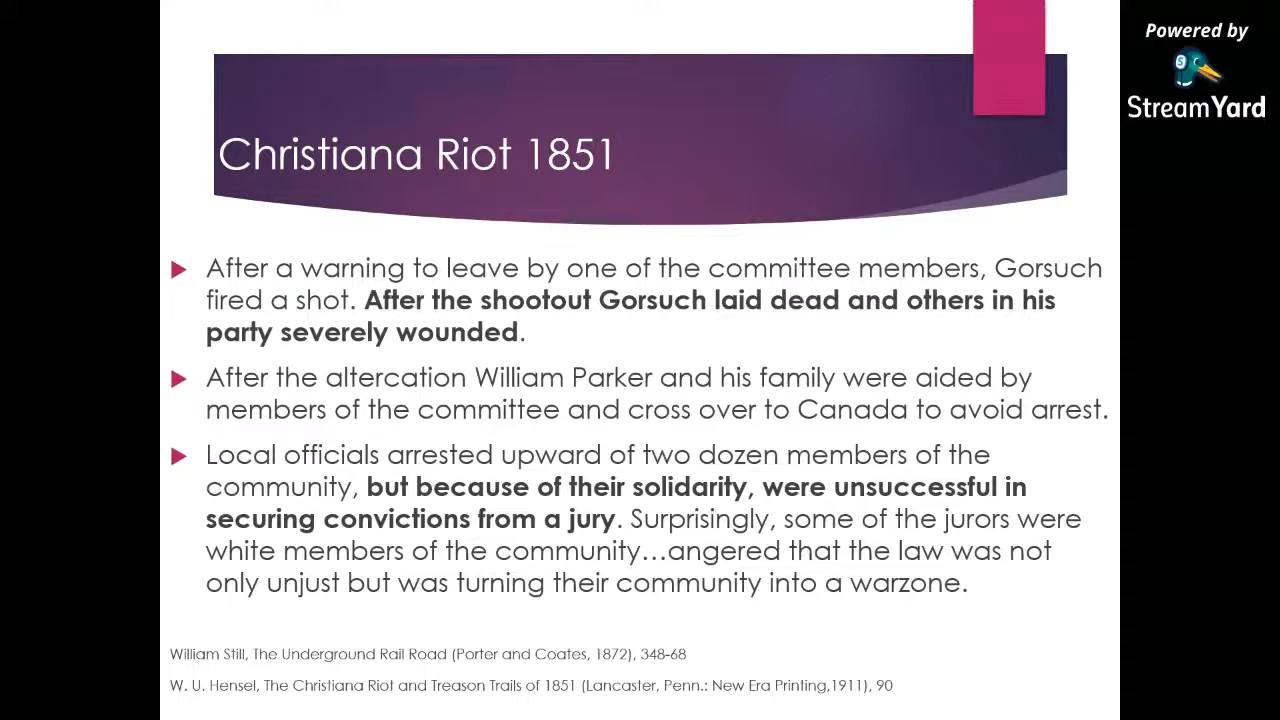 Powered by
StreamYard
Christiana Riot 1851
After a warning to leave by one of the committee members, Gorsuch
fired a shot. After the shootout Gorsuch laid dead and others in his
party severely wounded.
After the altercation William Parker and his family were aided by
members of the committee and cross over to Canada to avoid arrest.
Local officials arrested upward of two dozen members of the
community, but because of their solidarity, were unsuccessful in
securing convictions from a jury. Surprisingly, some of the jurors were
white members of the community…angered that the law was not
only unjust but was turning their community into a warzone.
William Still, The Underground Rail Road (Porter and Coates, 1872), 348-68
W. U. Hensel, The Christiana Riot and Treason Trails of 1851 (Lancaster, Penn.: New Era Printing,1911), 90